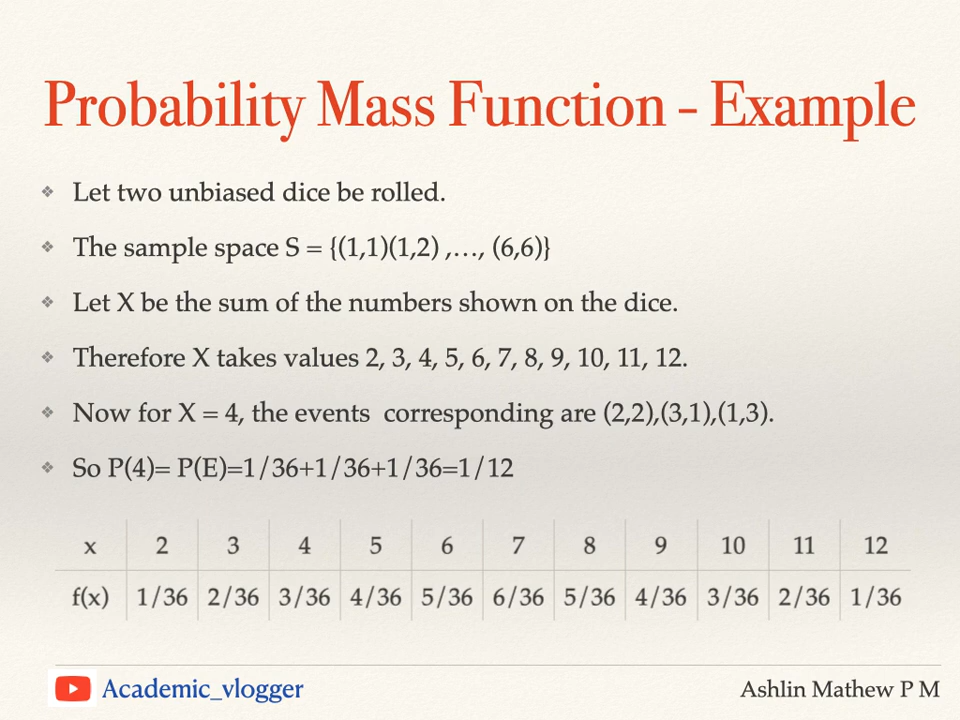 Probability Mass Function - Example
❖ Let two unbiased dice be rolled.
❖ The sample space S = {(1,1)(1,2) ,…, (6,6)}
❖ Let X be the sum of the numbers shown on the dice.
❖ Therefore X takes values 2, 3, 4, 5, 6, 7, 8, 9, 10, 11, 12.
❖ Now for X = 4, the events corresponding are (2,2),(3,1),(1,3).
❖ So P(4)= P(E)=1/36+1/36+1/36=1/12
x 2 3 4 5 6 7 8 9 10 11 12
f(x) 1/36 2/36 3/36 4/36 5/36 6/36 5/36 4/36 3/36 2/36 1/36
Academic_vlogger
Ashlin Mathew P M